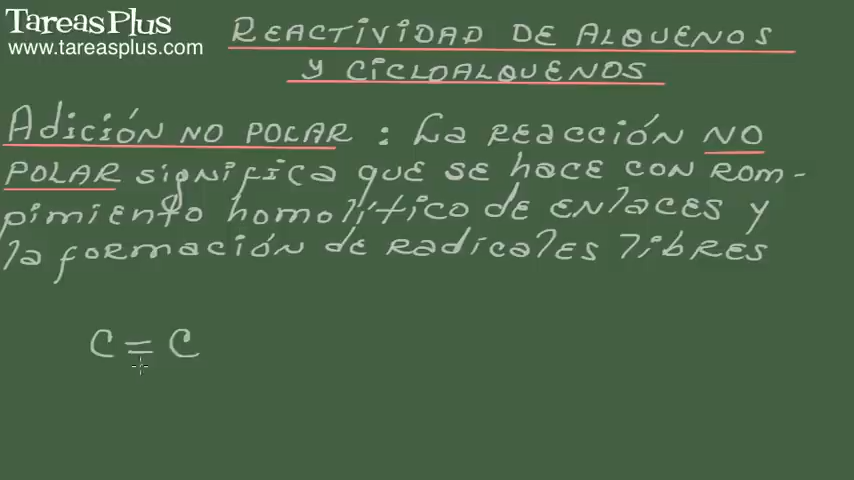 TareasPlus
www.tareasplus.com
REACTIVIDAD DE ALQUENOS
Y CICLOALQUENOS
ADICIÓN NO POLAR : LA REACCIÓN NO
POLAR significa que se hace con rom-
pimiento homolítico de enlaces y
la formación de radicales libres
C = C